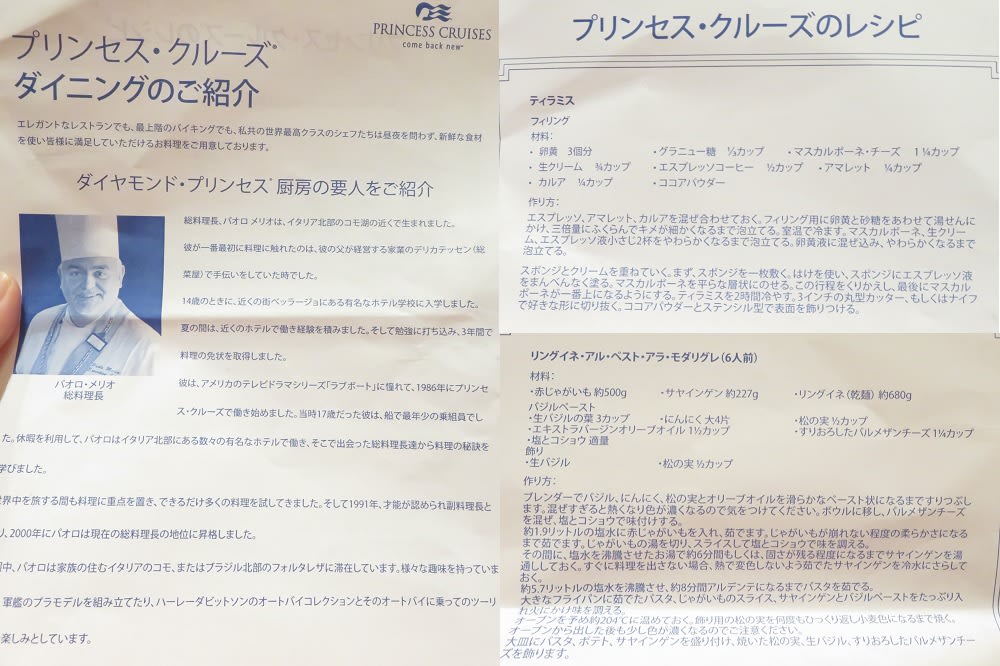 PRINCESS CRUISES
come back new
プリンセス・クルーズ
ダイニングのご紹介
エレガントなレストランでも、最上階のバイキングでも、私共の世界最高クラスのシェフたちは昼夜を問わず、新鮮な食材
を使い皆様に満足していただけるお料理をご用意しております。
ダイヤモンド・プリンセス 厨房の要人をご紹介
総料理長、パオロ メリオは、イタリア北部のコモ湖の近くで生まれました。
彼が一番最初に料理に触れたのは、彼の父が経営する家業のデリカテッセン（総
菜屋）で手伝いをしていた時でした。
14歳のときに、近くの街ベッラージョにある有名なホテル学校に入学しました。
夏の間は、近くのホテルで働き経験を積みました。そして勉強に打ち込み、3年間で
料理の免状を取得しました。
パオロ・メリオ
総料理長
彼は、アメリカのテレビドラマシリーズ「ラブボート」に憧れて、1986年にプリンセ
ス・クルーズで働き始めました。当時17歳だった彼は、船で最年少の乗組員でし
た。休暇を利用して、パオロはイタリア北部にある数々の有名なホテルで働き、そこで出会った総料理長達から料理の秘訣を
学びました。
世界中を旅する間も料理に重点を置き、できるだけ多くの料理を試してきました。そして1991年、才能が認められ副料理長と
り、2000年にパオロは現在の総料理長の地位に昇格しました。
中、パオロは家族の住むイタリアのコモ、またはブラジル北部のフォルタレザに滞在しています。様々な趣味を持っていま
軍艦のプラモデルを組み立てたり、ハーレーダビットソンのオートバイコレクションとそのオートバイに乗ってのツーリ
楽しみとしています。
プリンセス・クルーズのレシピ
ティラミス
フィリング
材料：
・卵黄 3個分 ・グラニュー糖 ⅓カップ ・マスカルボーネ・チーズ 1¼カップ
・生クリーム ¾カップ ・エスプレッソコーヒー ½カップ ・アマレット ¼カップ
・カルア ¼カップ ・ココアパウダー
作り方：
エスプレッソ、アマレット、カルアを混ぜ合わせておく。フィリング用に卵黄と砂糖をあわせて湯せんに
かけ、三倍量にふくらんでキメが細かくなるまで泡立てる。室温で冷ます。マスカルボーネ、生クリー
ム、エスプレッソ液小さじ2杯をやわらかくなるまで泡立てる。卵黄液に混ぜ込み、やわらかくなるまで
泡立てる。
スポンジとクリームを重ねていく。まず、スポンジを一枚敷く。はけを使い、スポンジにエスプレッソ液
をまんべんなく塗る。マスカルボーネを平らな層状にのせる。この行程をくりかえし、最後にマスカル
ボーネが一番上になるようにする。ティラミスを2時間冷やす。3インチの丸型カッター、もしくはナイフ
で好きな形に切り抜く。ココアパウダーとステンシル型で表面を飾りつける。
リングイネ・アル・ペスト・アラ・モダリグレ（6人前）
材料：
・赤じゃがいも 約500g ・サヤインゲン 約227g ・リングイネ（乾麺） 約680g
バジルペースト
・生バジルの葉 3カップ ・にんにく 大4片 ・松の実 ½カップ
・エキストラバージンオリーブオイル 1½カップ ・すりおろしたパルメザンチーズ 1¼カップ
・塩とコショウ 適量
飾り
・生バジル ・松の実 ½カップ
作り方：
ブレンダーでバジル、にんにく、松の実とオリーブオイルを滑らかなペースト状になるまですりつぶし
ます。混ぜすぎると熱くなり色が濃くなるので気をつけてください。ボウルに移し、パルメザンチーズ
を混ぜ、塩とコショウで味付けする。
約1.9リットルの塩水に赤じゃがいもを入れ、茹でます。じゃがいもが崩れない程度の柔らかさになる
まで茹でます。じゃがいもの湯を切り、スライスして塩とコショウで味を調える。
その間に、塩水を沸騰させたお湯で約6分間もしくは、固さが残る程度になるまでサヤインゲンを湯
通ししておく。すぐに料理を出さない場合、熱で変色しないよう茹でたサヤインゲンを冷水にさらして
おく。
約5.7リットルの塩水を沸騰させ、約8分間アルデンテになるまでパスタを茹でる。
大きなフライパンに茹でたパスタ、じゃがいものスライス、サヤインゲンとバジルペーストをたっぷり入
れ火にかけ味を調える。
オーブンを予め約204℃に温めておく。飾り用の松の実を何度もひっくり返し小麦色になるまで焼く。
オーブンから出した後も少し色が濃くなるのでご注意ください。
大皿にパスタ、ポテト、サヤインゲンを盛り付け、焼いた松の実、生バジル、すりおろしたパルメザンチー
ズを飾ります。